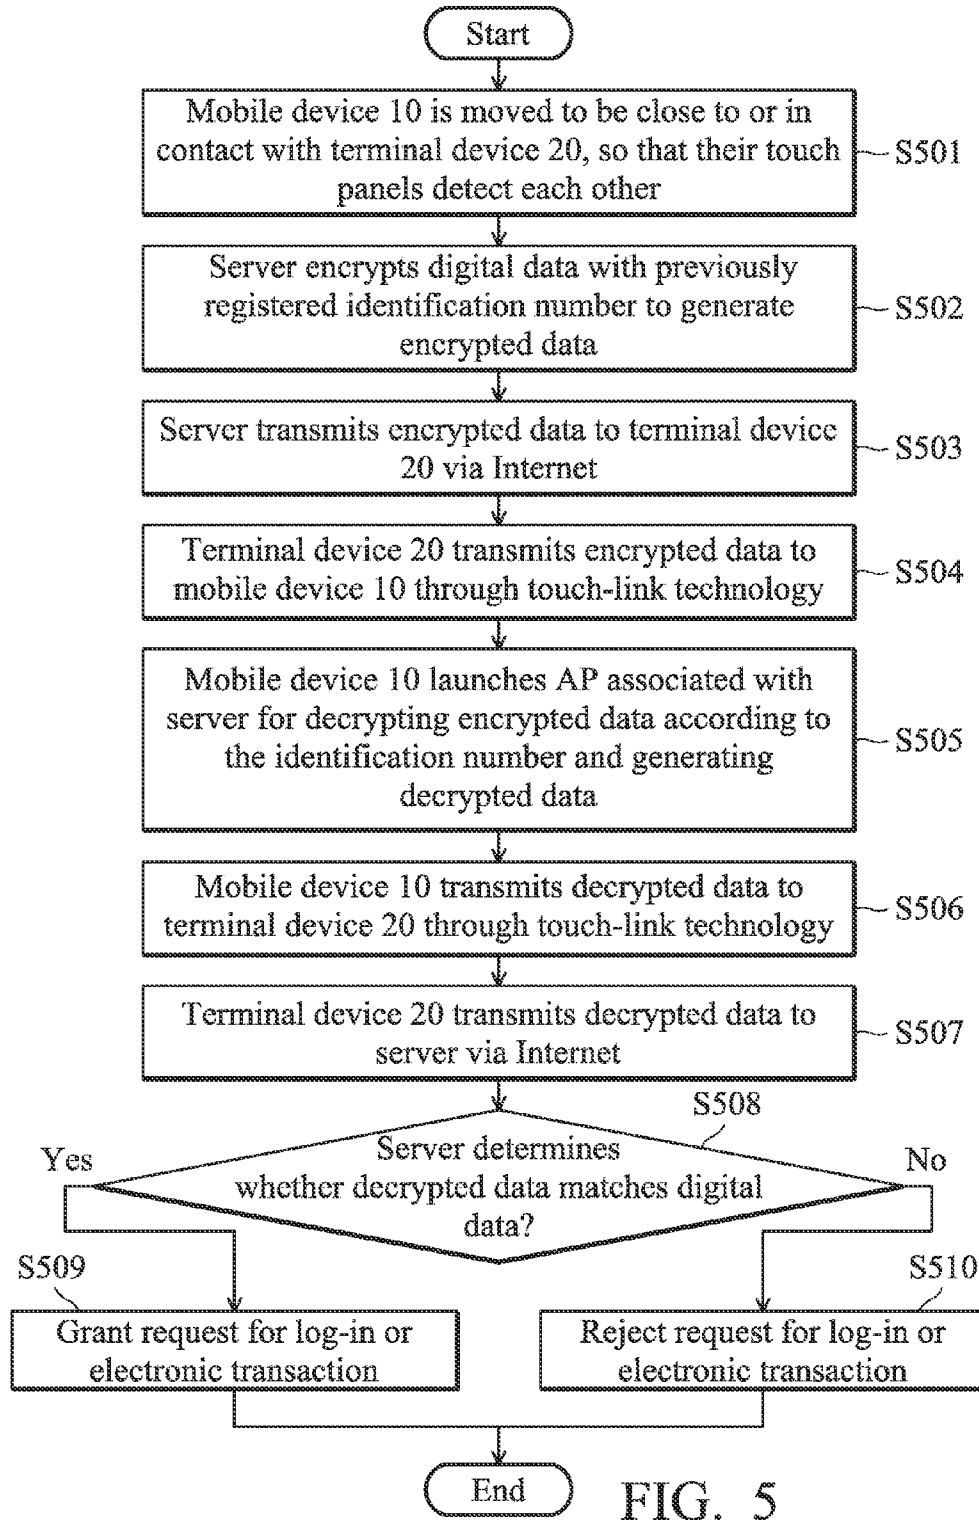 Start
Mobile device 10 is moved to be close to or in
contact with terminal device 20, so that their touch
panels detect each other
S501
Server encrypts digital data with previously
registered identification number to generate
encrypted data
S502
Server transmits encrypted data to terminal device
20 via Internet
S503
Terminal device 20 transmits encrypted data to
mobile device 10 through touch-link technology
S504
Mobile device 10 launches AP associated with
server for decrypting encrypted data according to
the identification number and generating
decrypted data
S505
Mobile device 10 transmits decrypted data to
terminal device 20 through touch-link technology
S506
Terminal device 20 transmits decrypted data to
server via Internet
S507
S508
Yes
Server determines
whether decrypted data matches digital
data?
No
S509
Grant request for log-in or
electronic transaction
S510
Reject request for log-in or
electronic transaction
End
FIG. 5